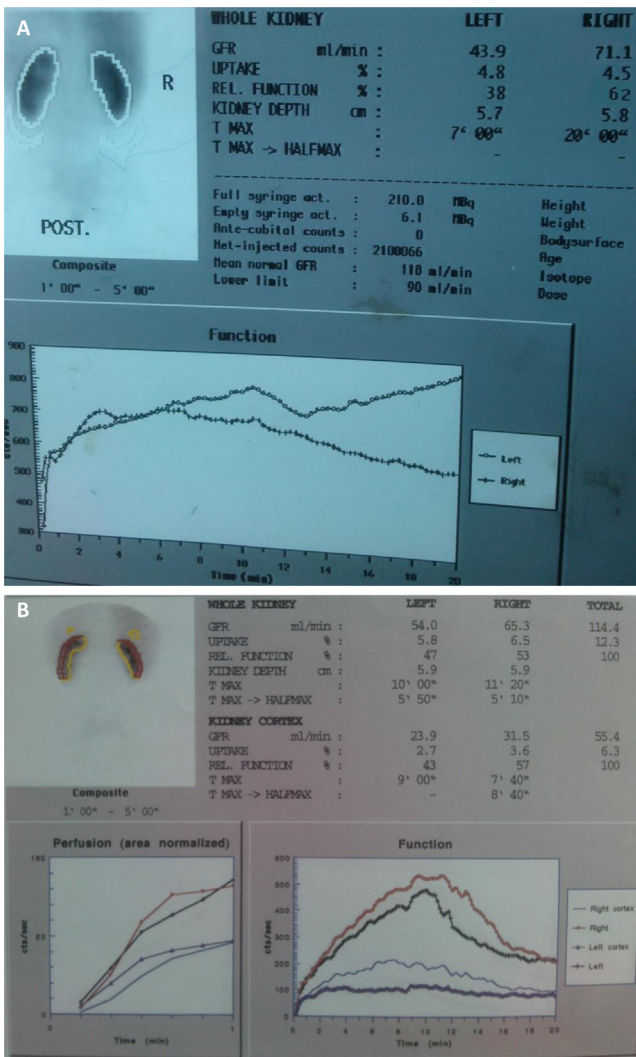 A
WHOLE KIDNEY LEFT RIGHT
GFR ml/min : 43.9 71.1
UPTAKE % : 4.8 4.5
REL. FUNCTION % : 38 62
KIDNEY DEPTH cm : 5.7 5.8
T MAX : 7' 00" 20' 00"
T MAX -> HALFMAX : - -
R
POST.
Composite
1' 00" - 5' 00"
Full syringe act. : 210.0 MBq Height
Empty syringe act. : 6.1 MBq Weight
Ante-cubital counts : 0 Bodysurface
Net-injected counts : 2100066 Age
Mean normal GFR : 118 ml/min Isotope
Lower limit : 90 ml/min Dose
Function
900
800
700
600
500
400
300
cts/sec
0 2 4 6 8 10 12 14 16 18 20
Time (min)
Left
Right
B
WHOLE KIDNEY LEFT RIGHT TOTAL
GFR ml/min : 54.0 65.3 114.4
UPTAKE % : 5.8 6.5 12.3
REL. FUNCTION % : 47 53 100
KIDNEY DEPTH cm : 5.9 5.9
T MAX : 10' 00" 11' 20"
T MAX -> HALFMAX : 5' 50" 5' 10"
KIDNEY CORTEX
GFR ml/min : 23.9 31.5 55.4
UPTAKE % : 2.7 3.6 6.3
REL. FUNCTION % : 43 57 100
T MAX : 9' 00" 7' 40"
T MAX -> HALFMAX : - 8' 40"
Composite
1' 00" - 5' 00"
Perfusion (area normalized)
cts/sec
0
1
Time (min)
Function
600
500
400
300
200
100
0
cts/sec
0 2 4 6 8 10 12 14 16 18 20
Time (min)
Right cortex
Right
Left cortex
Left